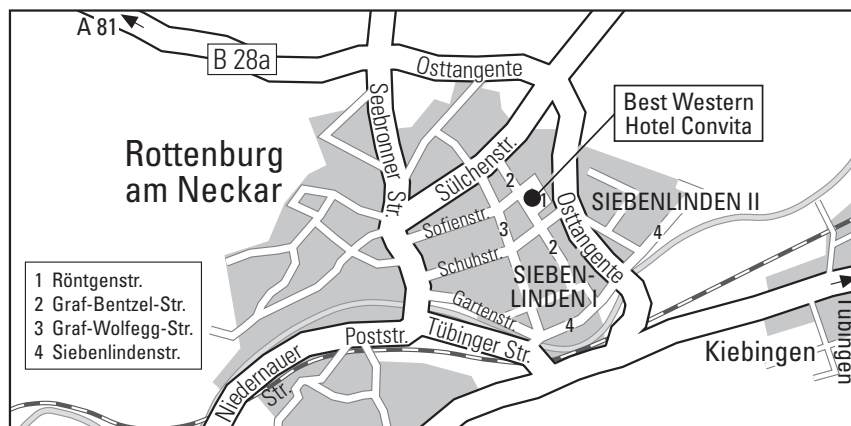 A 81
B 28a
Osttangente
Seebronner Str.
Best Western
Hotel Convita
Rottenburg
am Neckar
Sülchenstr.
2
1
SIEBENLINDEN II
Sofienstr.
3
Osttangente
4
2
Schuhstr.
SIEBEN-
LINDEN I
1 Röntgenstr.
2 Graf-Bentzel-Str.
3 Graf-Wolfegg-Str.
4 Siebenlindenstr.
Gartenstr.
4
Poststr.
Tübinger Str.
Niedernauer
Str.
Kiebingen
Tübingen